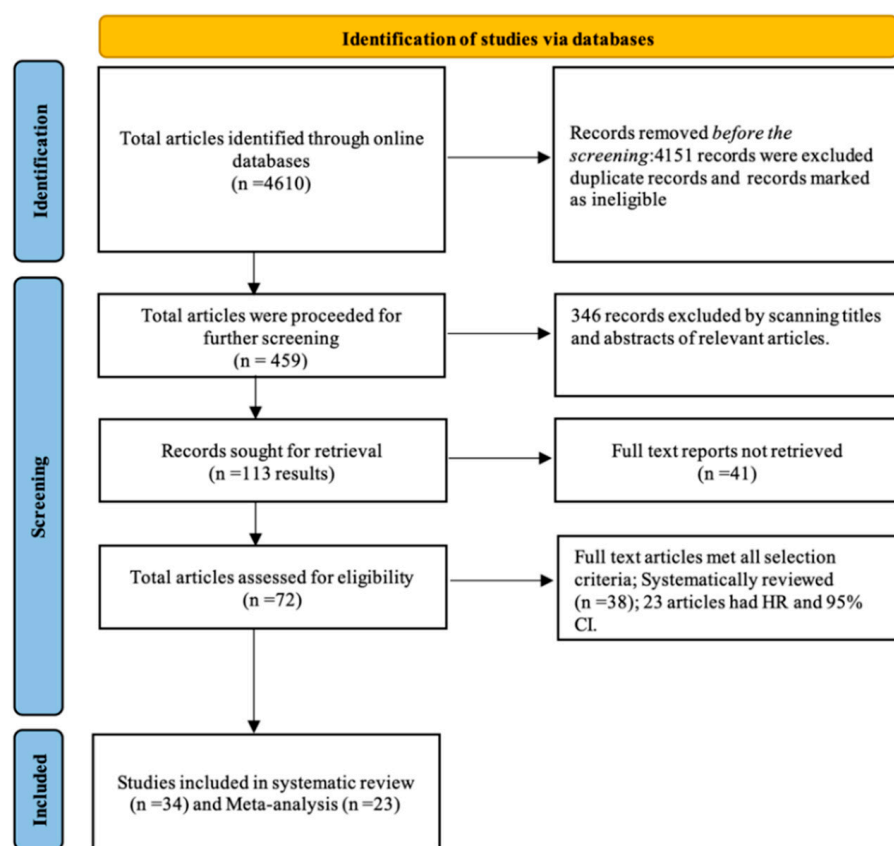 Identification of studies via databases
Identification
Total articles identified through online
databases
(n =4610)
Records removed before the
screening:4151 records were excluded
duplicate records and records marked
as ineligible
Screening
Total articles were proceeded for
further screening
(n = 459)
346 records excluded by scanning titles
and abstracts of relevant articles.
Records sought for retrieval
(n =113 results)
Full text reports not retrieved
(n =41)
Total articles assessed for eligibility
(n =72)
Full text articles met all selection
criteria; Systematically reviewed
(n =38); 23 articles had HR and 95%
CI.
Included
Studies included in systematic review
(n =34) and Meta-analysis (n =23)